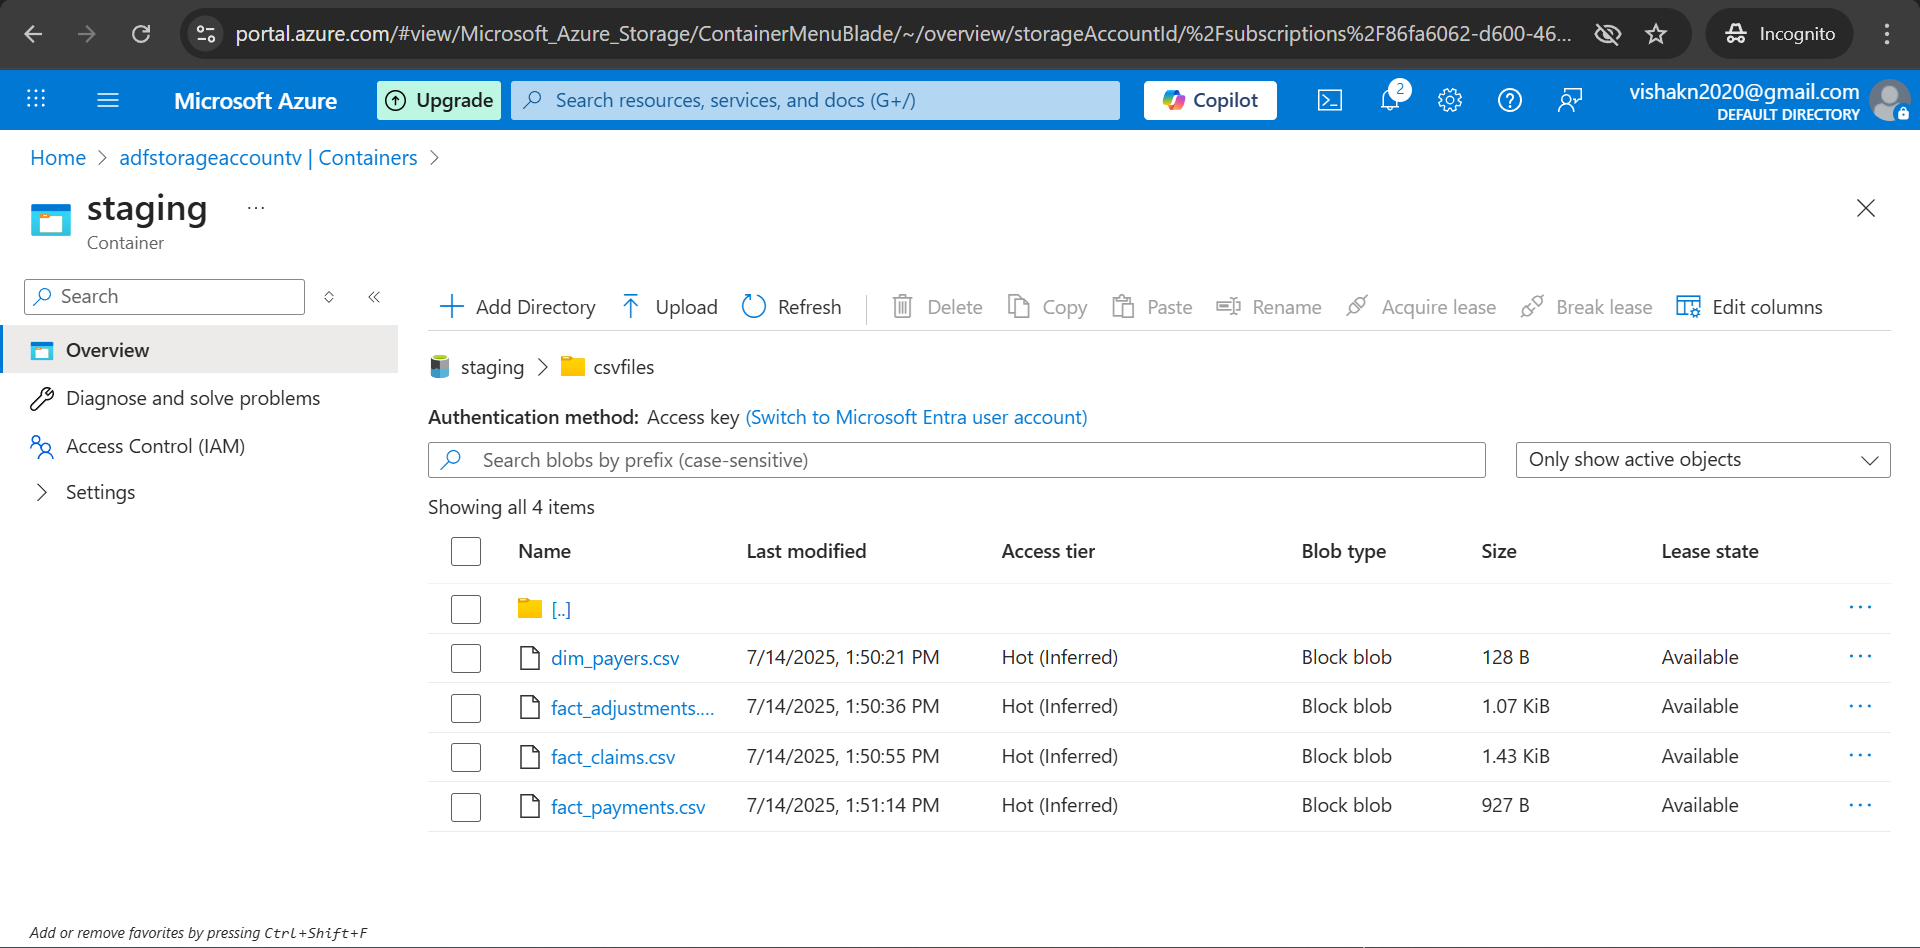 portal.azure.com/#view/Microsoft_Azure_Storage/ContainerMenuBlade/~/overview/storageAccountId/%2Fsubscriptions%2F86fa6062-d600-46... Incognito
Microsoft Azure Upgrade Search resources, services, and docs (G+/) Copilot 2 vishakn2020@gmail.com
DEFAULT DIRECTORY
Home > adfstorageaccountv | Containers >
staging ...
Container
Search
Overview
Diagnose and solve problems
Access Control (IAM)
Settings
Add Directory Upload Refresh Delete Copy Paste Rename Acquire lease Break lease Edit columns
staging > csvfiles
Authentication method: Access key (Switch to Microsoft Entra user account)
Search blobs by prefix (case-sensitive) Only show active objects
Showing all 4 items
Name Last modified Access tier Blob type Size Lease state
[..] ...
dim_payers.csv 7/14/2025, 1:50:21 PM Hot (Inferred) Block blob 128 B Available ...
fact_adjustments.... 7/14/2025, 1:50:36 PM Hot (Inferred) Block blob 1.07 KiB Available ...
fact_claims.csv 7/14/2025, 1:50:55 PM Hot (Inferred) Block blob 1.43 KiB Available ...
fact_payments.csv 7/14/2025, 1:51:14 PM Hot (Inferred) Block blob 927 B Available ...
Add or remove favorites by pressing Ctrl+Shift+F